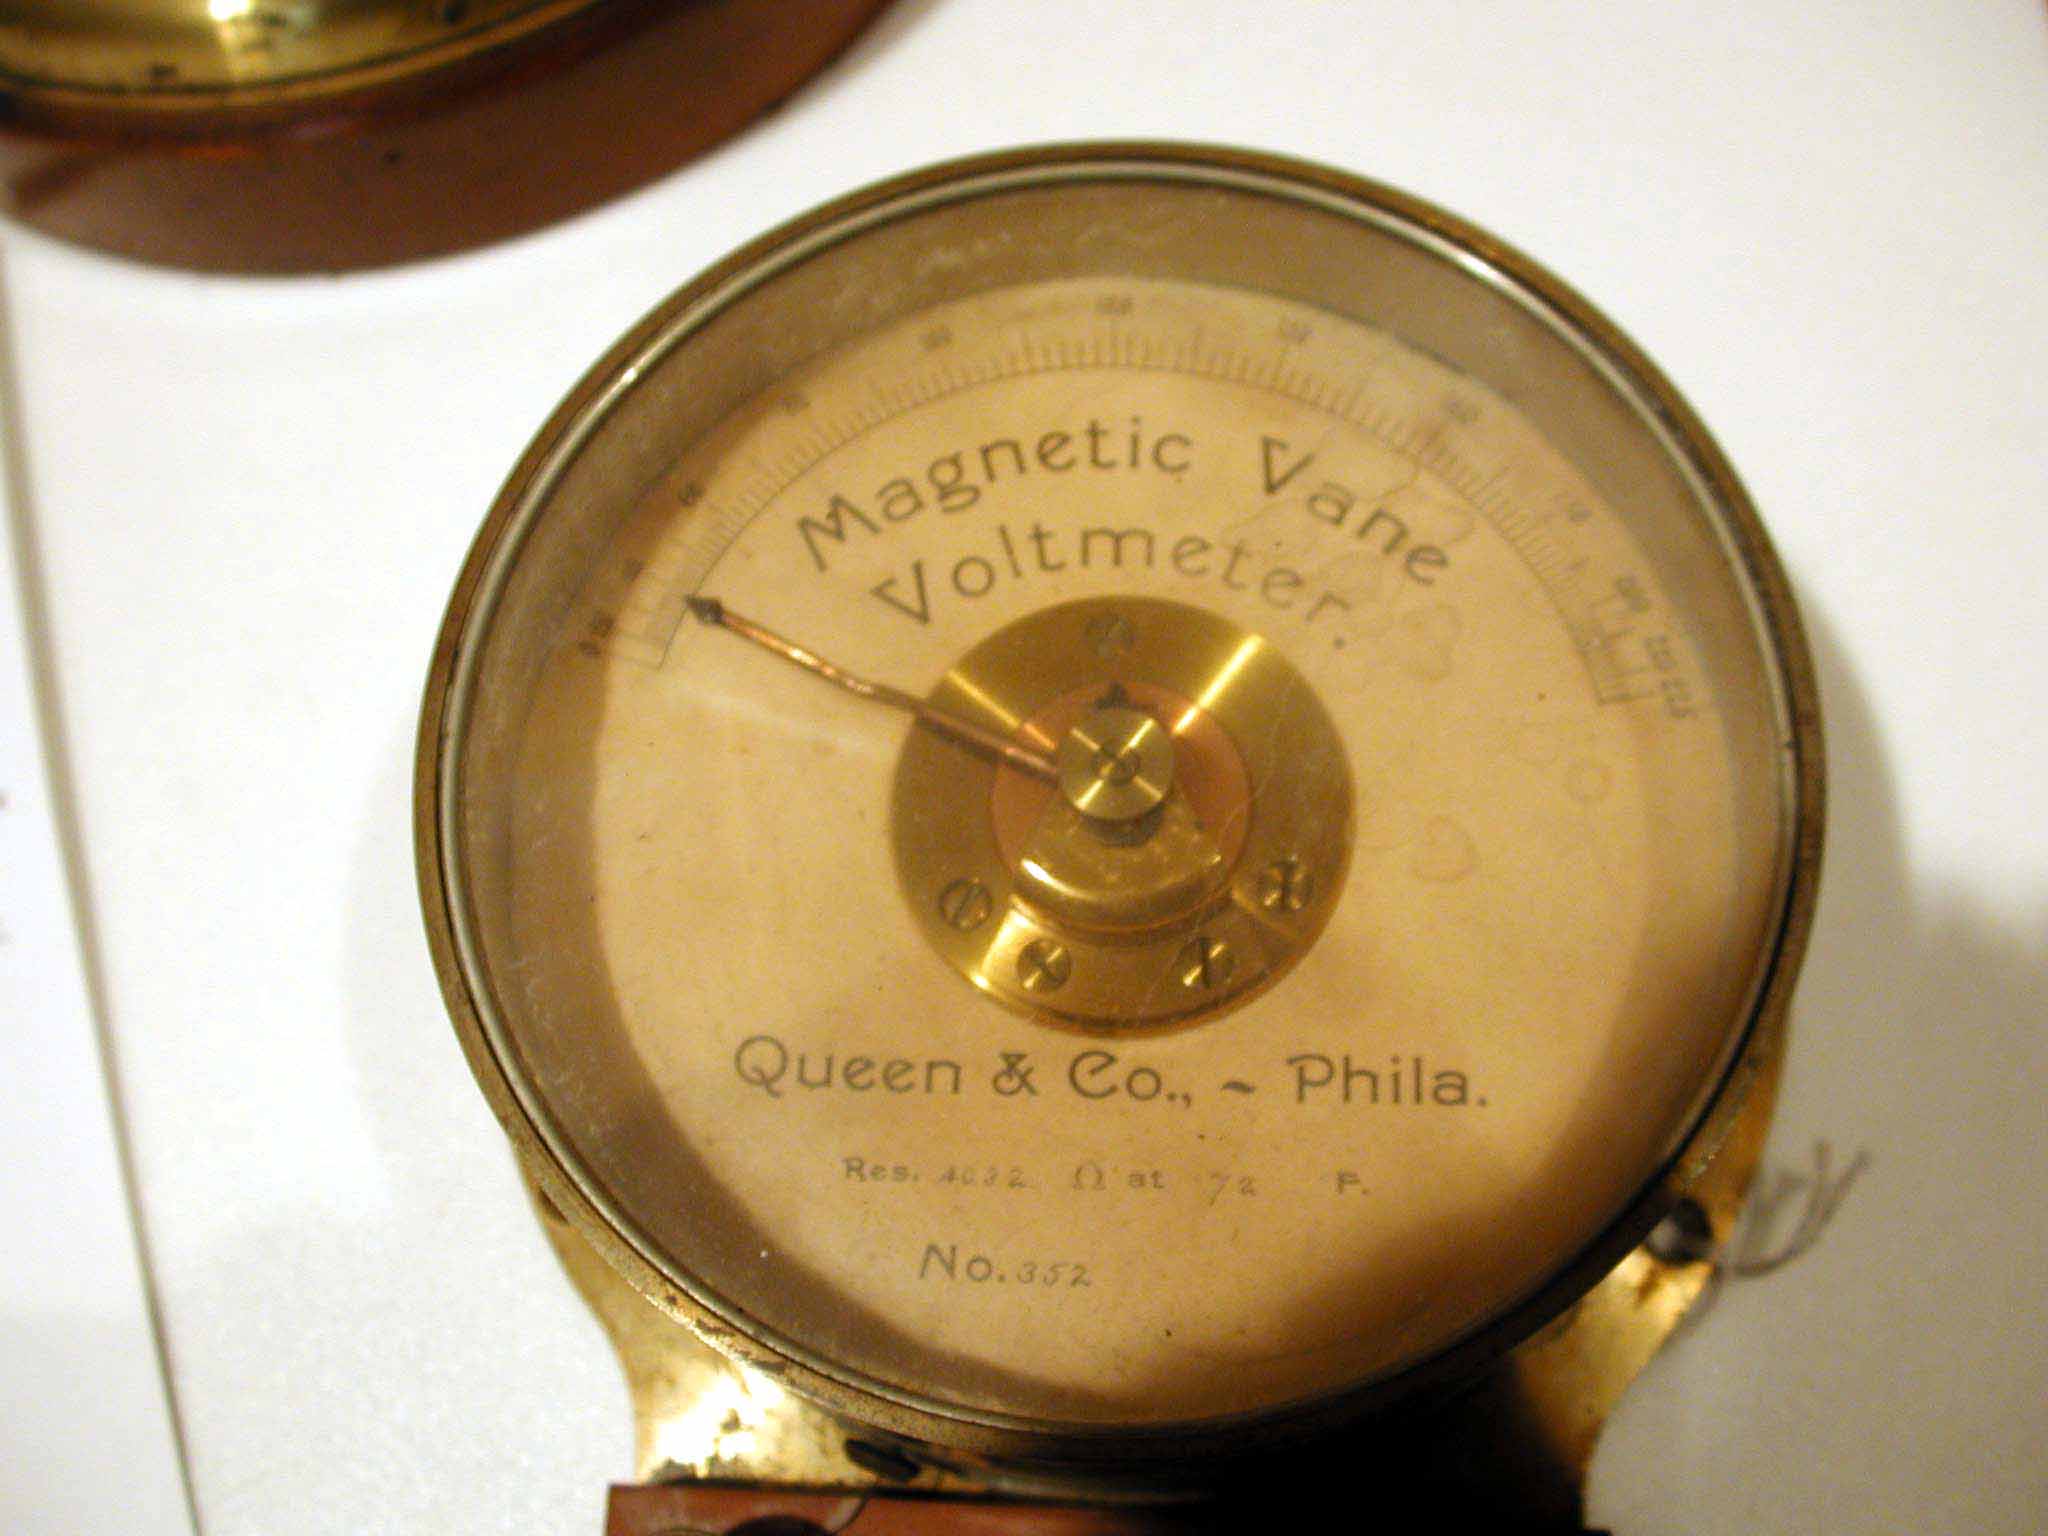 Magnetic Vane
Voltmeter.
Queen & Co., ~ Phila.
Res. 4032 Ω at 72 F.
No. 352